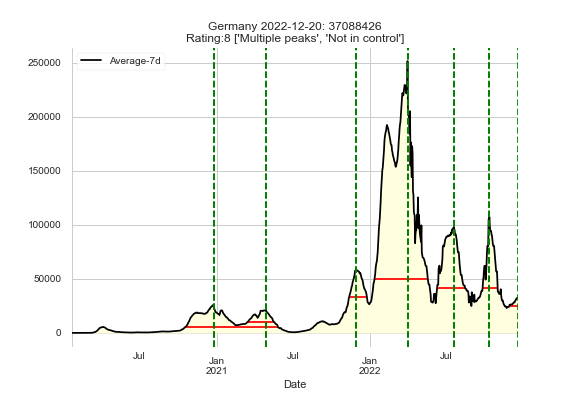 Germany 2022-12-20: 37088426
Rating:8 ['Multiple peaks', 'Not in control']
Average-7d
250000
200000
150000
100000
50000
0
Jul
Jan
2021
Jul
Jan
2022
Jul
Date